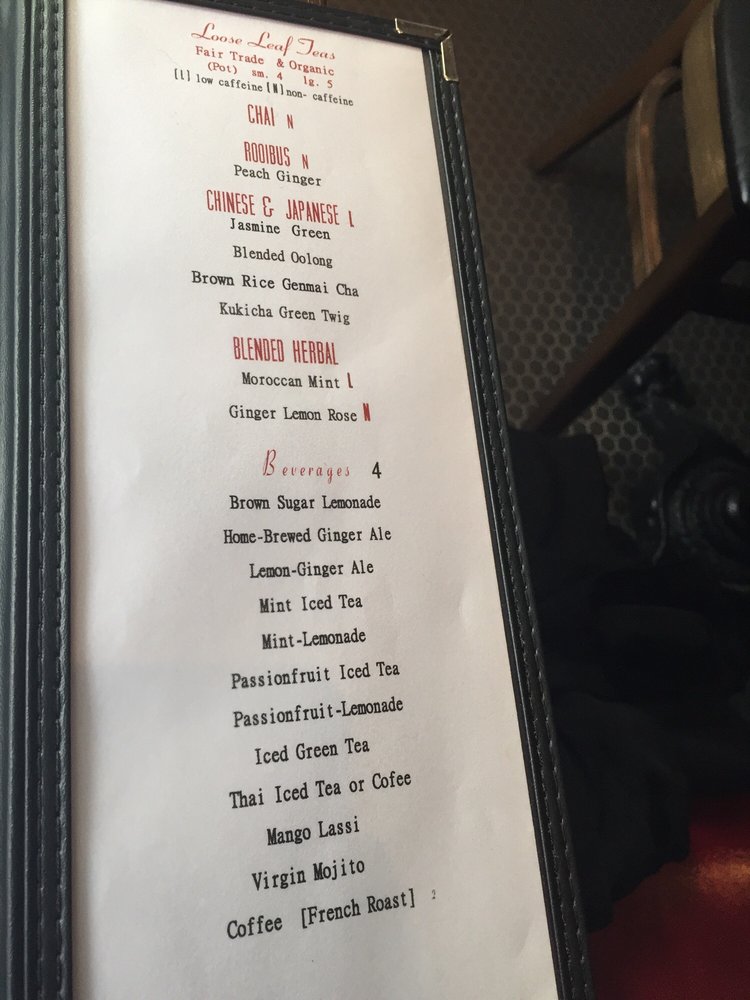 Loose Leaf Teas
Fair Trade & Organic
(Pot) sm. 4 lg. 5
[l] low caffeine [N] non- caffeine
CHAI N
ROOIBUS N
Peach Ginger
CHINESE & JAPANESE L
Jasmine Green
Blended Oolong
Brown Rice Genmai Cha
Kukicha Green Twig
BLENDED HERBAL
Moroccan Mint L
Ginger Lemon Rose N
Beverages 4
Brown Sugar Lemonade
Home-Brewed Ginger Ale
Lemon-Ginger Ale
Mint Iced Tea
Mint-Lemonade
Passionfruit Iced Tea
Passionfruit-Lemonade
Iced Green Tea
Thai Iced Tea or Cofee
Mango Lassi
Virgin Mojito
Coffee [French Roast] 2